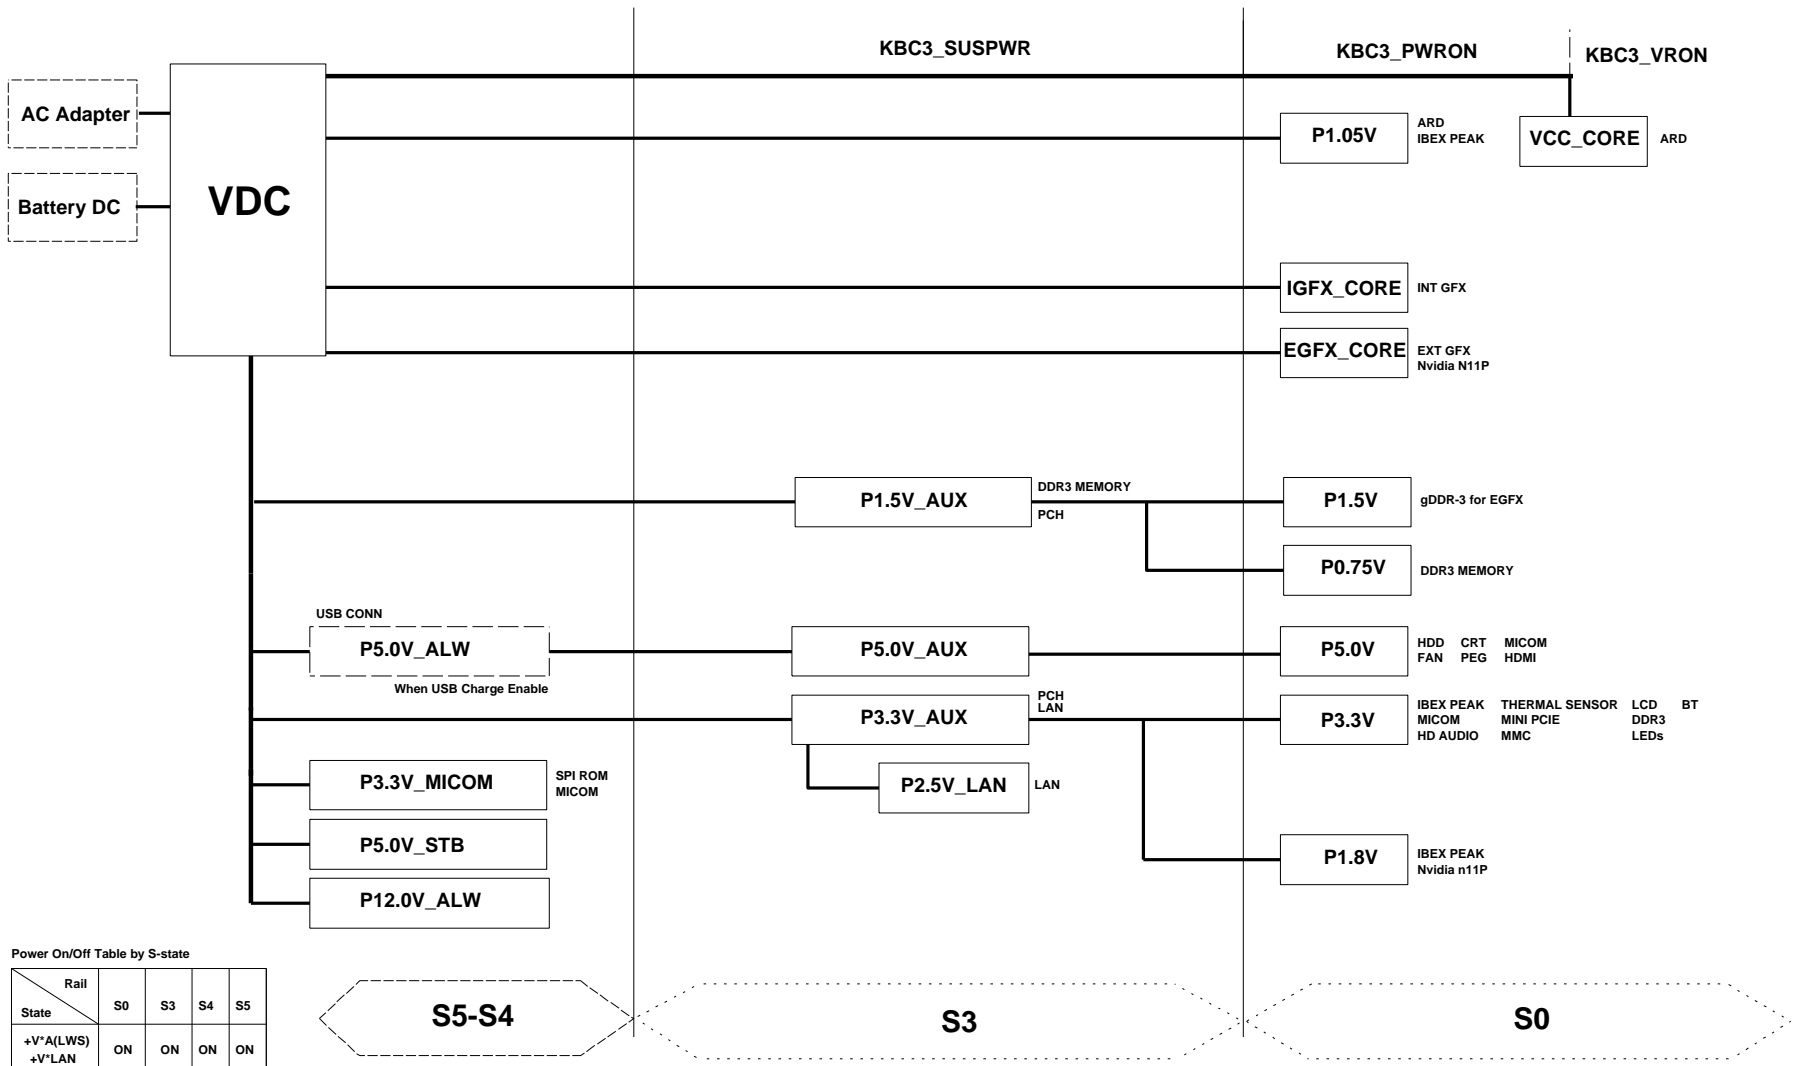 KBC3_SUSPWR
KBC3_PWRON
KBC3_VRON
AC Adapter
Battery DC
VDC
P1.05V
ARD
IBEX PEAK
VCC_CORE
ARD
IGFX_CORE
INT GFX
EGFX_CORE
EXT GFX
Nvidia N11P
P1.5V_AUX
DDR3 MEMORY
PCH
P1.5V
gDDR-3 for EGFX
P0.75V
DDR3 MEMORY
USB CONN
P5.0V_ALW
When USB Charge Enable
P5.0V_AUX
P5.0V
HDD CRT MICOM
FAN PEG HDMI
P3.3V_AUX
PCH
LAN
P3.3V
IBEX PEAK THERMAL SENSOR LCD BT
MICOM MINI PCIE DDR3
HD AUDIO MMC LEDs
P3.3V_MICOM
SPI ROM
MICOM
P2.5V_LAN
LAN
P5.0V_STB
P1.8V
IBEX PEAK
Nvidia n11P
P12.0V_ALW
Power On/Off Table by S-state
Rail
State
S0 S3 S4 S5
+V*A(LWS)
+V*LAN
ON ON ON ON
S5-S4
S3
S0